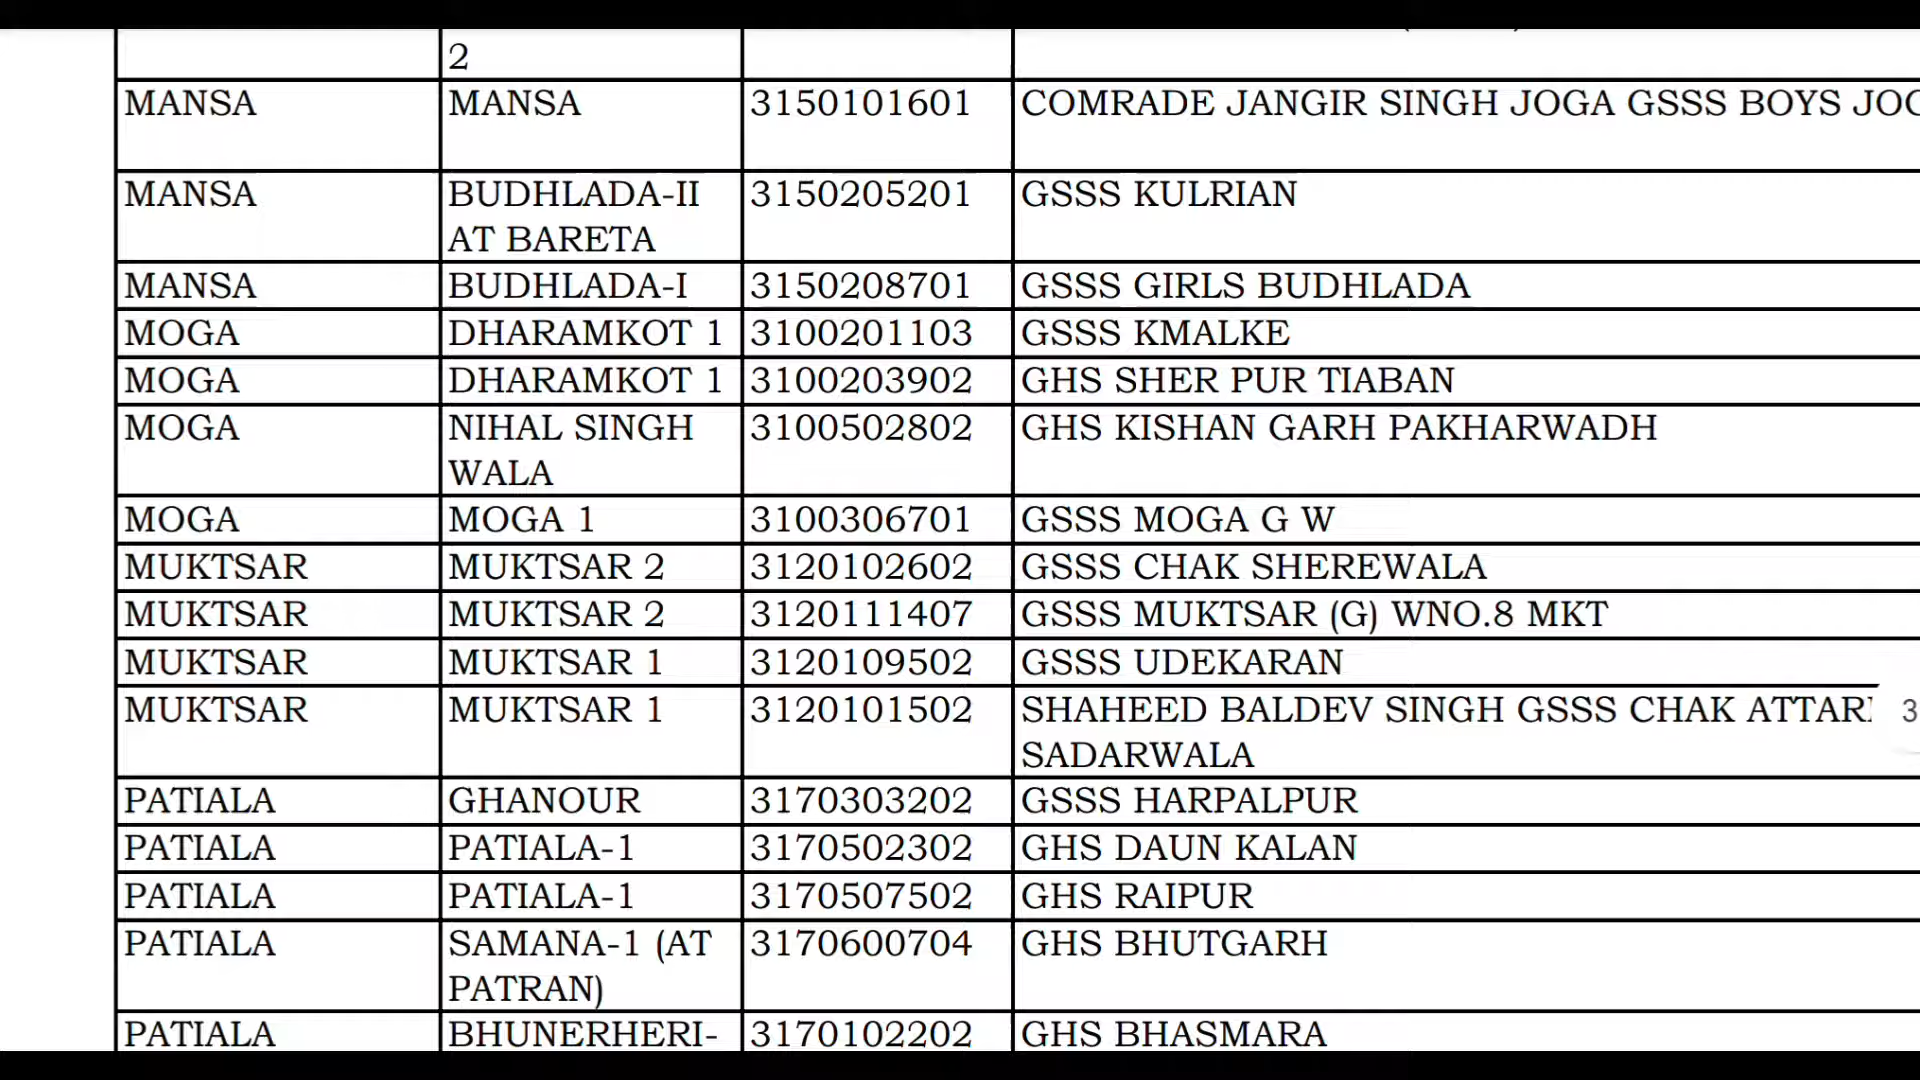 2
MANSA MANSA 3150101601 COMRADE JANGIR SINGH JOGA GSSS BOYS
MANSA BUDHLADA-II 3150205201 GSSS KULRIAN
AT BARETA
MANSA BUDHLADA-I 3150208701 GSSS GIRLS BUDHLADA
MOGA DHARAMKOT 1 3100201103 GSSS KMALKE
MOGA DHARAMKOT 1 3100203902 GHS SHER PUR TIABAN
MOGA NIHAL SINGH 3100502802 GHS KISHAN GARH PAKHARWADH
WALA
MOGA MOGA 1 3100306701 GSSS MOGA G W
MUKTSAR MUKTSAR 2 3120102602 GSSS CHAK SHEREWALA
MUKTSAR MUKTSAR 2 3120111407 GSSS MUKTSAR (G) WNO.8 MKT
MUKTSAR MUKTSAR 1 3120109502 GSSS UDEKARAN
MUKTSAR MUKTSAR 1 3120101502 SHAHEED BALDEV SINGH GSSS CHAK 3
SADARWALA
PATIALA GHANOUR 3170303202 GSSS HARPALPUR
PATIALA PATIALA-1 3170502302 GHS DAUN KALAN
PATIALA PATIALA-1 3170507502 GHS RAIPUR
PATIALA SAMANA-1 (AT 3170600704 GHS BHUTGARH
PATRAN)
PATIALA BHUNERHERI- 3170102202 GHS BHASMARA